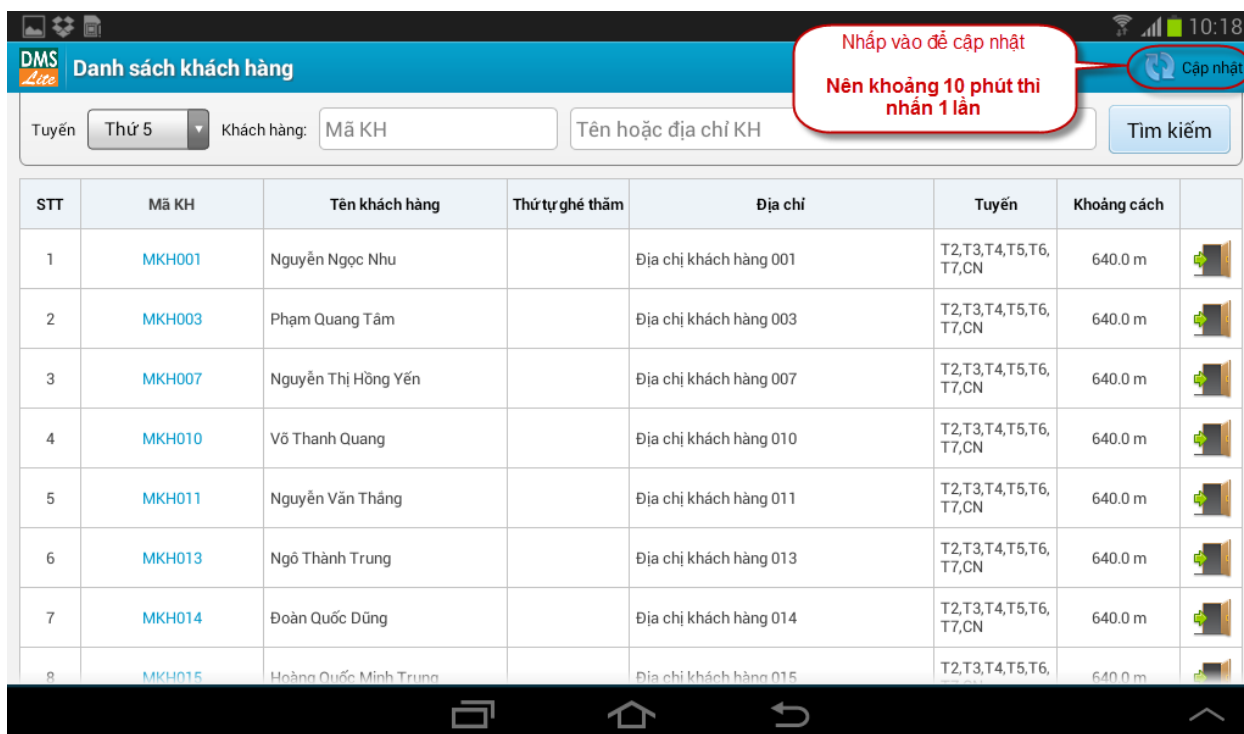 10:18
DMS
Lite
Danh sách khách hàng
Nhấp vào để cập nhật
Nên khoảng 10 phút thì
nhấn 1 lần
Cập nhật
Tuyến Thứ 5 Khách hàng: Mã KH Tên hoặc địa chỉ KH Tìm kiếm
STT Mã KH Tên khách hàng Thứ tự ghé thăm Địa chỉ Tuyến Khoảng cách
1 MKH001 Nguyễn Ngọc Nhu Địa chị khách hàng 001 T2,T3,T4,T5,T6, 640.0 m
T7,CN
2 MKH003 Phạm Quang Tâm Địa chị khách hàng 003 T2,T3,T4,T5,T6, 640.0 m
T7,CN
3 MKH007 Nguyễn Thị Hồng Yến Địa chị khách hàng 007 T2,T3,T4,T5,T6, 640.0 m
T7,CN
4 MKH010 Võ Thanh Quang Địa chị khách hàng 010 T2,T3,T4,T5,T6, 640.0 m
T7,CN
5 MKH011 Nguyễn Văn Thắng Địa chị khách hàng 011 T2,T3,T4,T5,T6, 640.0 m
T7,CN
6 MKH013 Ngô Thành Trung Địa chị khách hàng 013 T2,T3,T4,T5,T6, 640.0 m
T7,CN
7 MKH014 Đoàn Quốc Dũng Địa chị khách hàng 014 T2,T3,T4,T5,T6, 640.0 m
T7,CN
8 MKH015 Hoàng Quốc Minh Trung Địa chị khách hàng 015 T2,T3,T4,T5,T6, 640.0 m